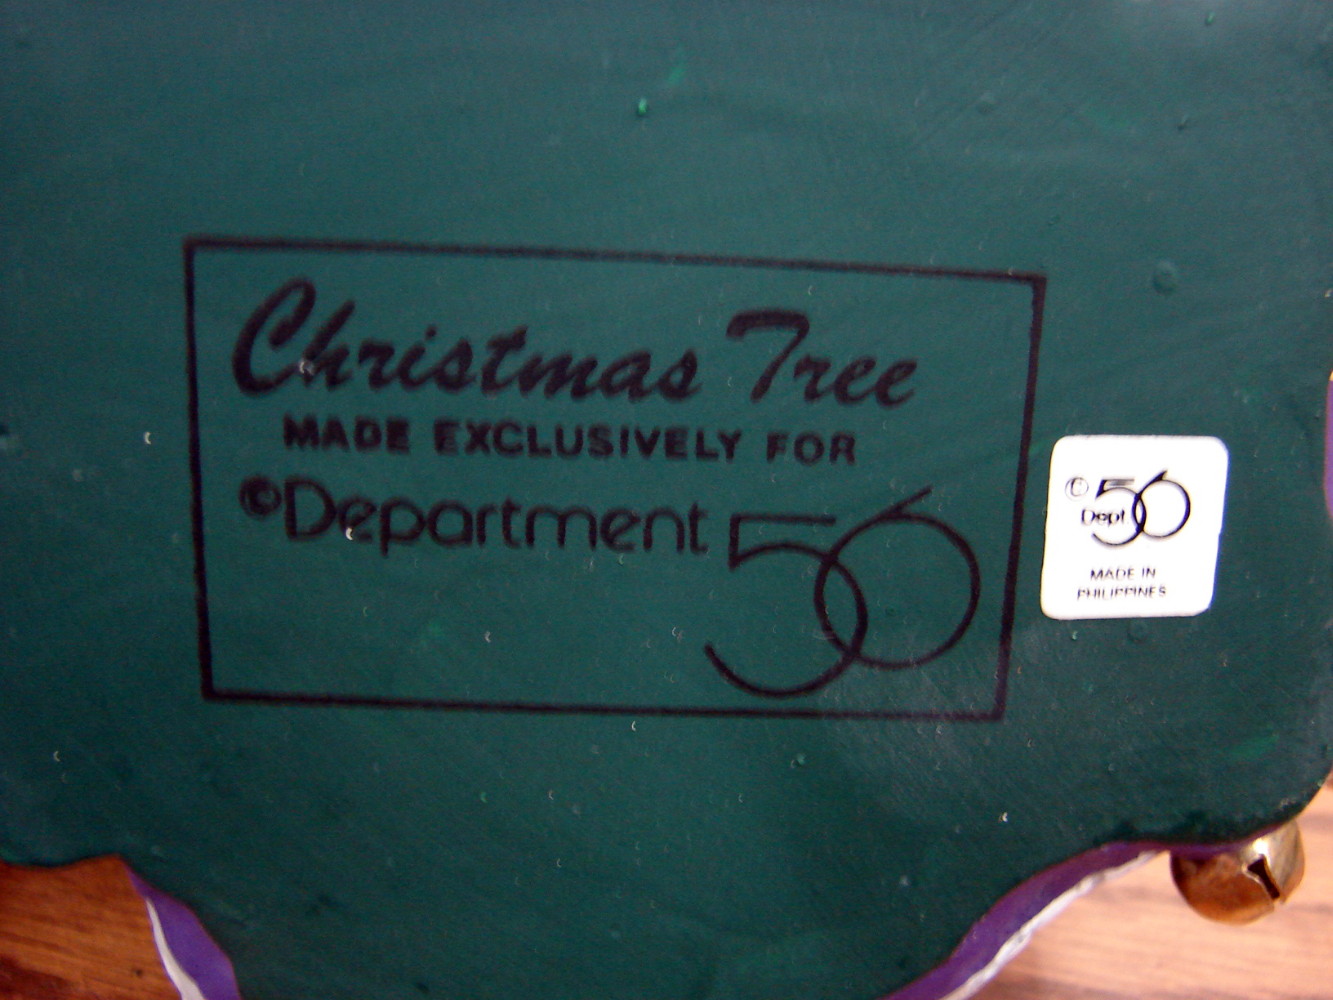 Christmas Tree
MADE EXCLUSIVELY FOR
©Department 56
© Dept 56
MADE IN
PHILIPPINES